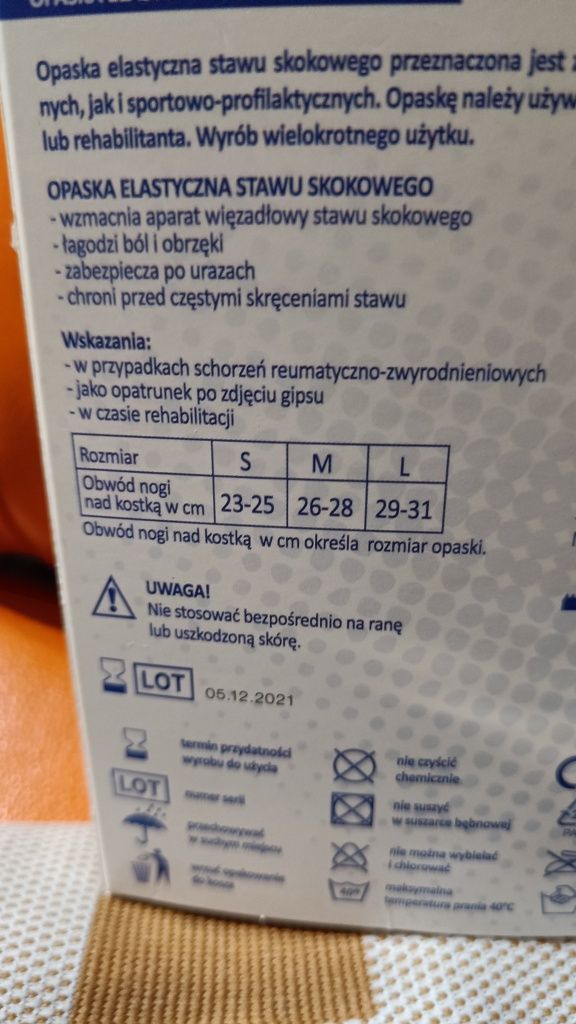 Opaska elastyczna stawu skokowego przeznaczona jest
nych, jak i sportowo-profilaktycznych. Opaskę należy używ
lub rehabilitanta. Wyrób wielokrotnego użytku.
OPASKA ELASTYCZNA STAWU SKOKOWEGO
- wzmacnia aparat więzadłowy stawu skokowego
- łagodzi ból i obrzęki
- zabezpiecza po urazach
- chroni przed częstymi skręceniami stawu
Wskazania:
- w przypadkach schorzeń reumatyczno-zwyrodnieniowych
- jako opatrunek po zdjęciu gipsu
- w czasie rehabilitacji
Rozmiar S M L
Obwód nogi
nad kostką w cm 23-25 26-28 29-31
Obwód nogi nad kostką w cm określa rozmiar opaski.
UWAGA!
Nie stosować bezpośrednio na ranę
lub uszkodzoną skórę.
LOT 05.12.2021
termin przydatności
wyrobu do użycia
LOT numer serii
przechowywać
w suchym miejscu
wrzuć opakowanie
do kosza
nie czyścić
chemicznie
nie suszyć
w suszarce bębnowej
nie można wybielać
i chlorować
40° maksymalna
temperatura prania 40°C